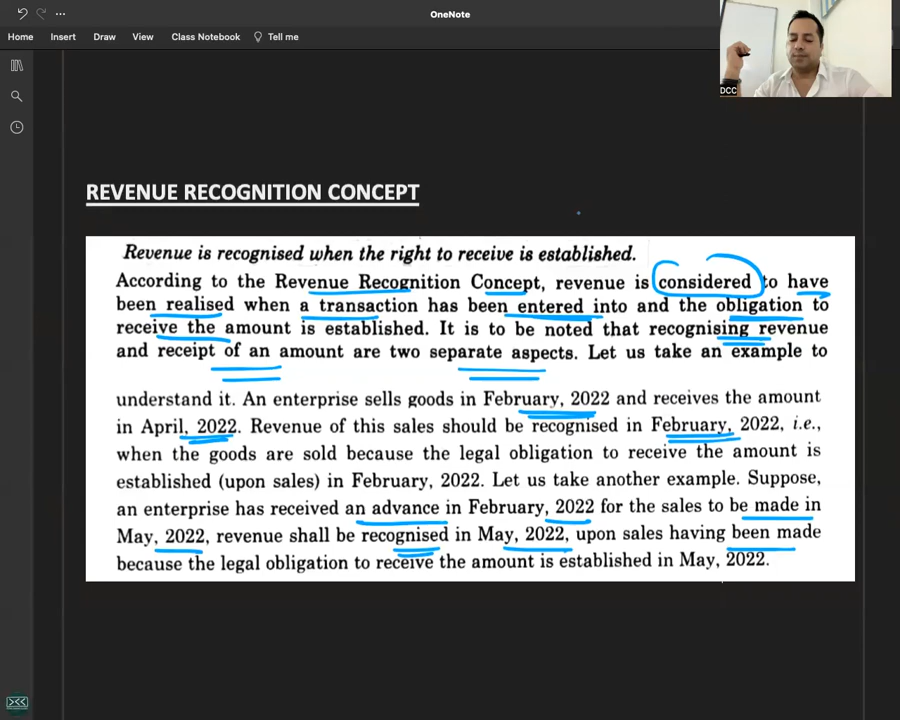 OneNote
Home Insert Draw View Class Notebook Tell me
DCC
REVENUE RECOGNITION CONCEPT
Revenue is recognised when the right to receive is established.
According to the Revenue Recognition Concept, revenue is considered to have
been realised when a transaction has been entered into and the obligation to
receive the amount is established. It is to be noted that recognising revenue
and receipt of an amount are two separate aspects. Let us take an example to
understand it. An enterprise sells goods in February, 2022 and receives the amount
in April, 2022. Revenue of this sales should be recognised in February, 2022, i.e.,
when the goods are sold because the legal obligation to receive the amount is
established (upon sales) in February, 2022. Let us take another example. Suppose,
an enterprise has received an advance in February, 2022 for the sales to be made in
May, 2022, revenue shall be recognised in May, 2022, upon sales having been made
because the legal obligation to receive the amount is established in May, 2022.